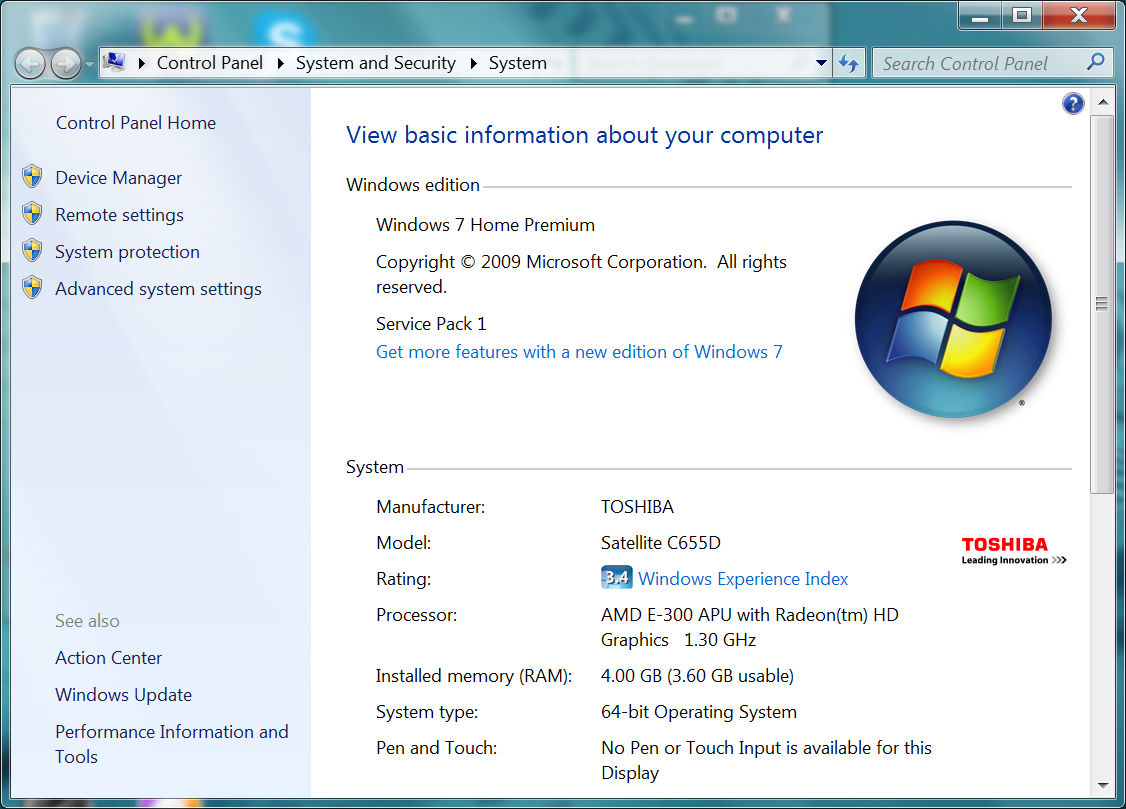 Control Panel
System and Security
System
Search Control Panel
Control Panel Home
Device Manager
Remote settings
System protection
Advanced system settings
See also
Action Center
Windows Update
Performance Information and
Tools
View basic information about your computer
Windows edition
Windows 7 Home Premium
Copyright © 2009 Microsoft Corporation.  All rights
reserved.
Service Pack 1
Get more features with a new edition of Windows 7
®
System
Manufacturer: TOSHIBA
Model: Satellite C655D
TOSHIBA
Leading Innovation >>>
Rating: 3.4 Windows Experience Index
Processor: AMD E-300 APU with Radeon(tm) HD
Graphics   1.30 GHz
Installed memory (RAM): 4.00 GB (3.60 GB usable)
System type: 64-bit Operating System
Pen and Touch: No Pen or Touch Input is available for this
Display